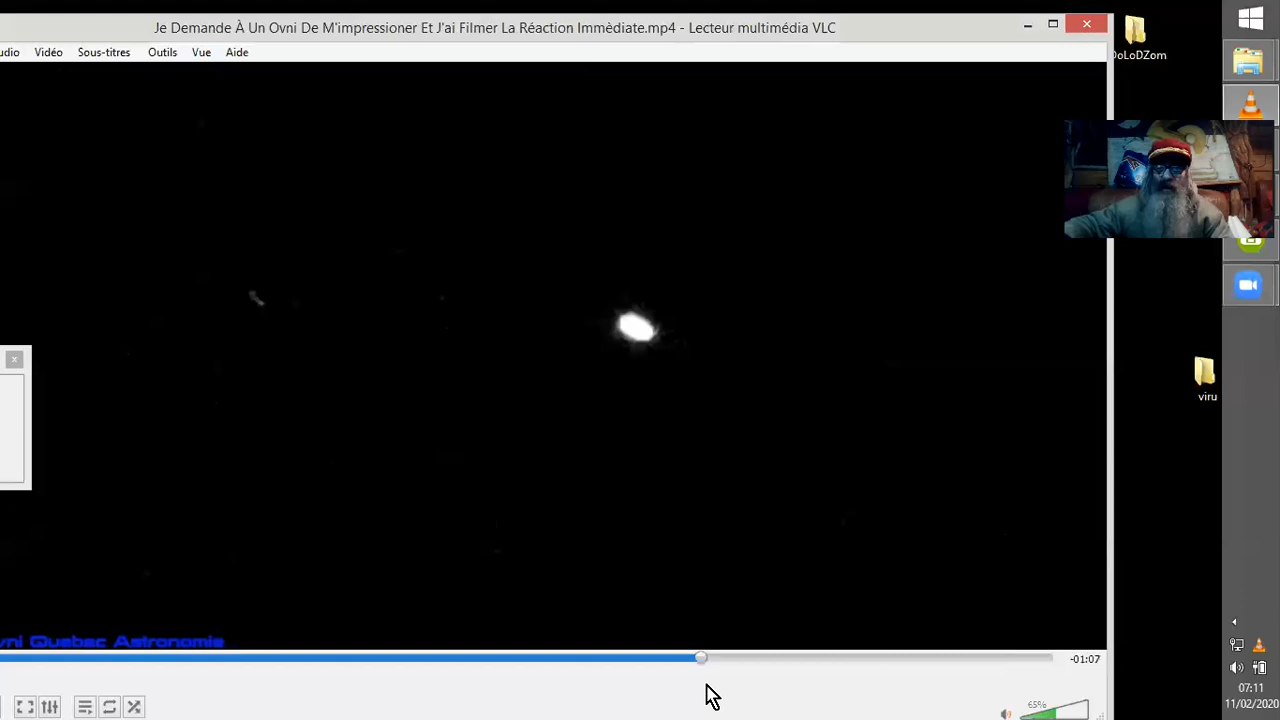 Je Demande À Un Ovni De M'impressioner Et J'ai Filmer La Réaction Immèdiate.mp4 - Lecteur multimédia VLC
udio Vidéo Sous-titres Outils Vue Aide
DoLoDZom
viru
vni Quebec Astronomie
-01:07
65%
07:11
11/02/2020